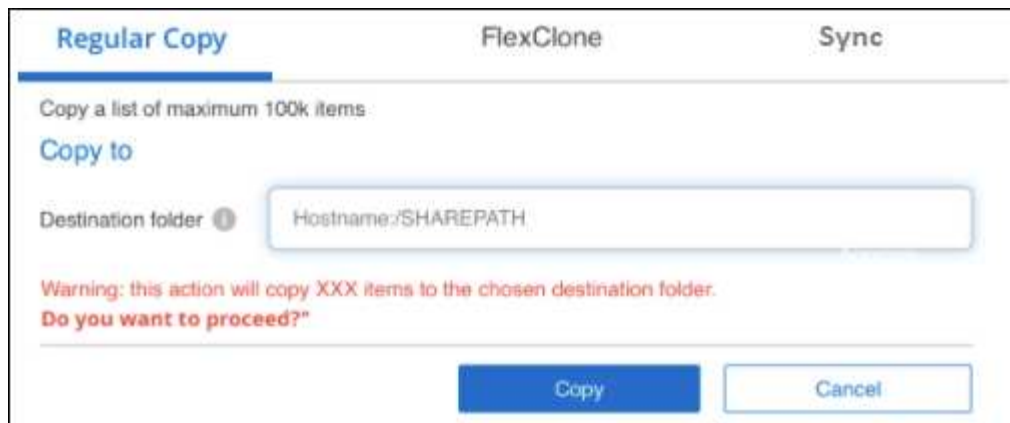 Regular Copy FlexClone Sync
Copy a list of maximum 100k items
Copy to
Destination folder Hostname:/SHAREPATH
Warning: this action will copy XXX items to the chosen destination folder.
Do you want to proceed?"
Copy Cancel